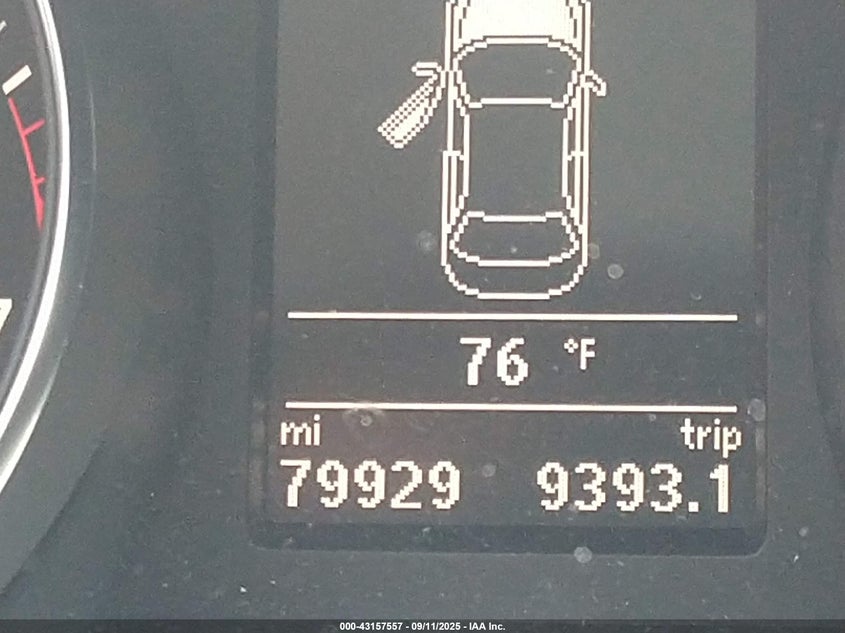 76 °F
mi trip
79929 9393.1
000-43157557 - 09/11/2025 - IAA Inc.